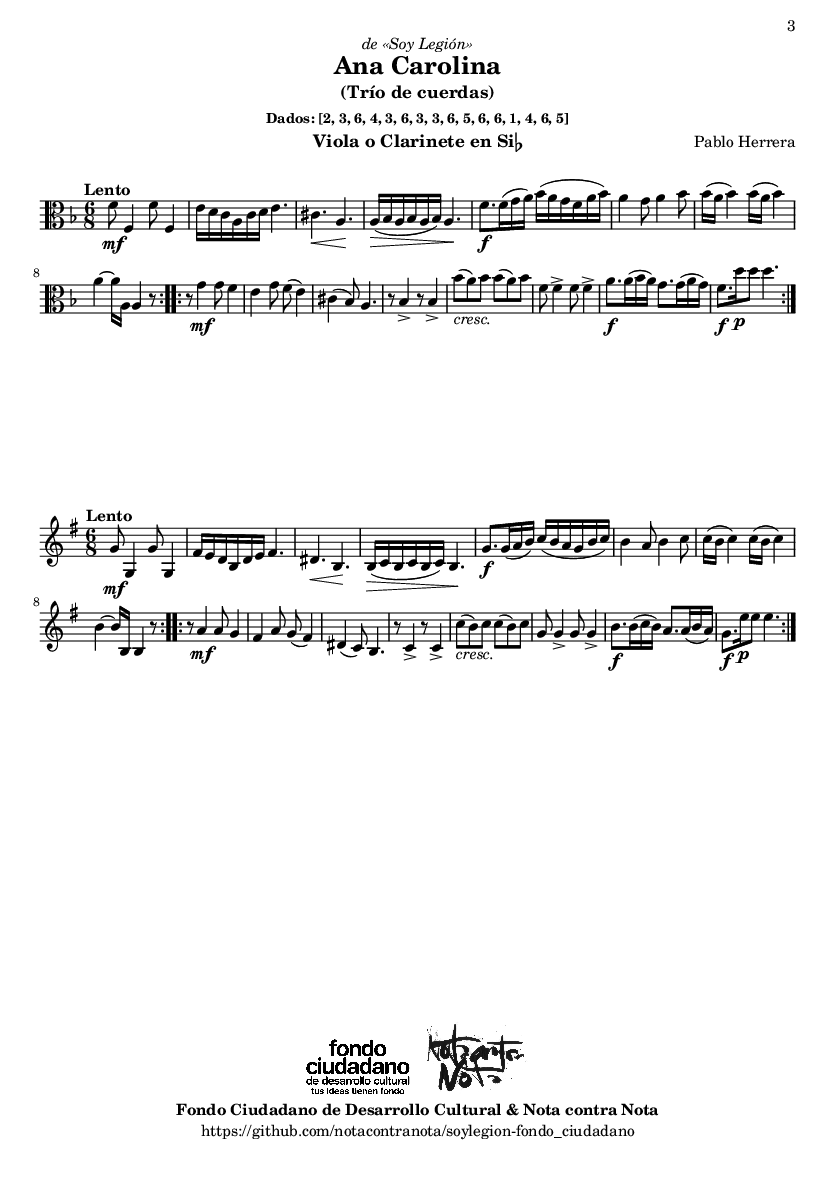 3
de «Soy Legión»
Ana Carolina
(Trío de cuerdas)
Dados: [2, 3, 6, 4, 3, 6, 3, 3, 6, 5, 6, 6, 1, 4, 6, 5]
Viola o Clarinete en Si♭
Pablo Herrera
Lento
6
8
mf
f
8
mf
cresc.
f
f
p
Lento
6
8
mf
f
8
mf
cresc.
f
f
p
fondo
ciudadano
de desarrollo cultural
tus ideas tienen fondo
Nota contra
Nota
Fondo Ciudadano de Desarrollo Cultural & Nota contra Nota
https://github.com/notacontranota/soylegion-fondo_ciudadano